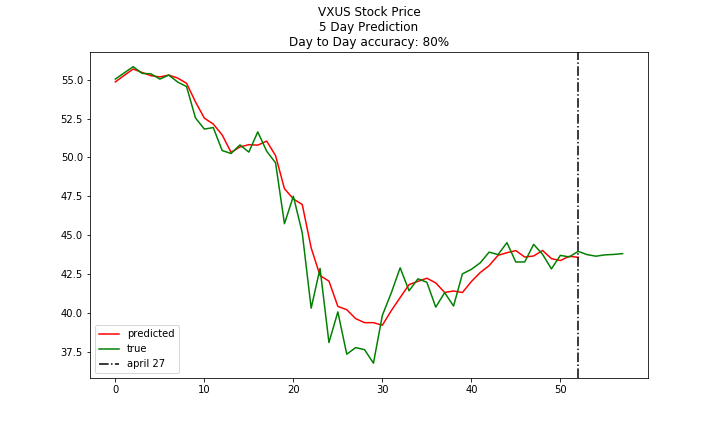 VXUS Stock Price
5 Day Prediction
Day to Day accuracy: 80%
55.0
52.5
50.0
47.5
45.0
42.5
40.0
37.5
predicted
true
april 27
0 10 20 30 40 50